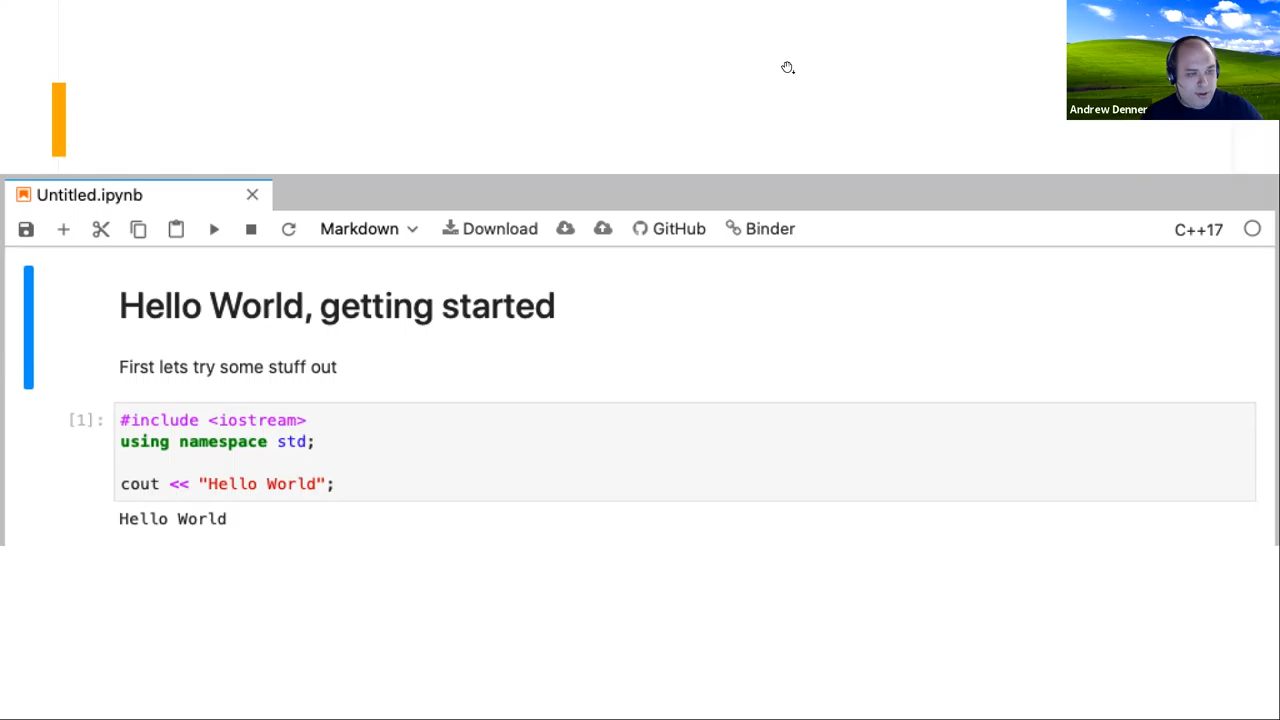 Andrew Denner
Untitled.ipynb
Markdown
Download
GitHub
Binder
C++17
Hello World, getting started
First lets try some stuff out
[1]:
#include <iostream>
using namespace std;
cout << "Hello World";
Hello World